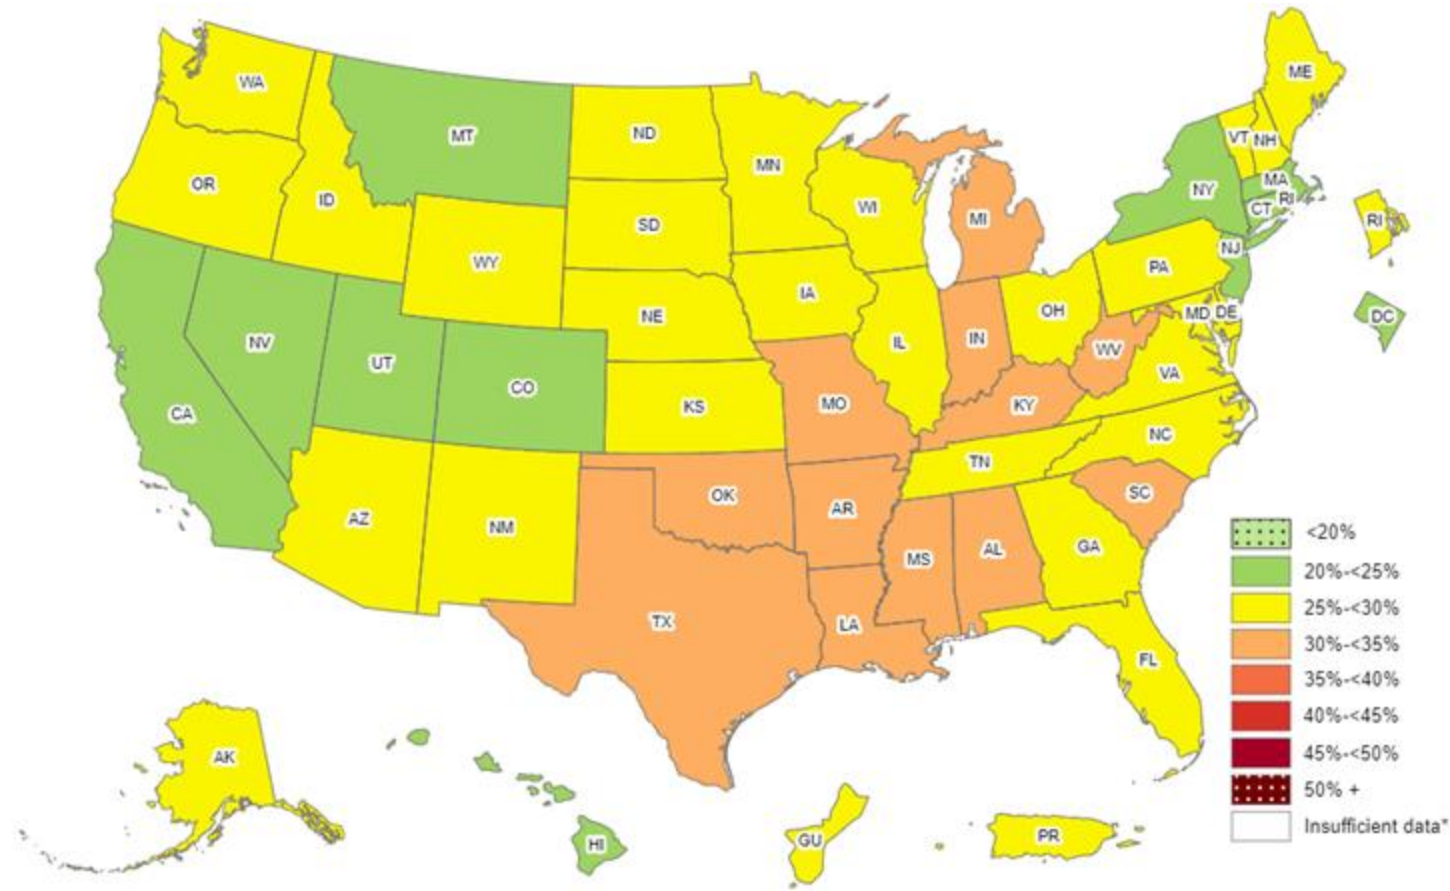 WA
MT
ND
MN
ME
VT
NH
OR
ID
SD
WI
MI
NY
MA
RI
CT
RI
WY
IA
NE
PA
NJ
OH
MD
DE
DC
NV
UT
CO
IL
IN
WV
VA
CA
KS
MO
KY
NC
TN
AZ
NM
OK
AR
SC
MS
AL
GA
TX
LA
FL
AK
HI
GU
PR
<20%
20%-<25%
25%-<30%
30%-<35%
35%-<40%
40%-<45%
45%-<50%
50% +
Insufficient data*